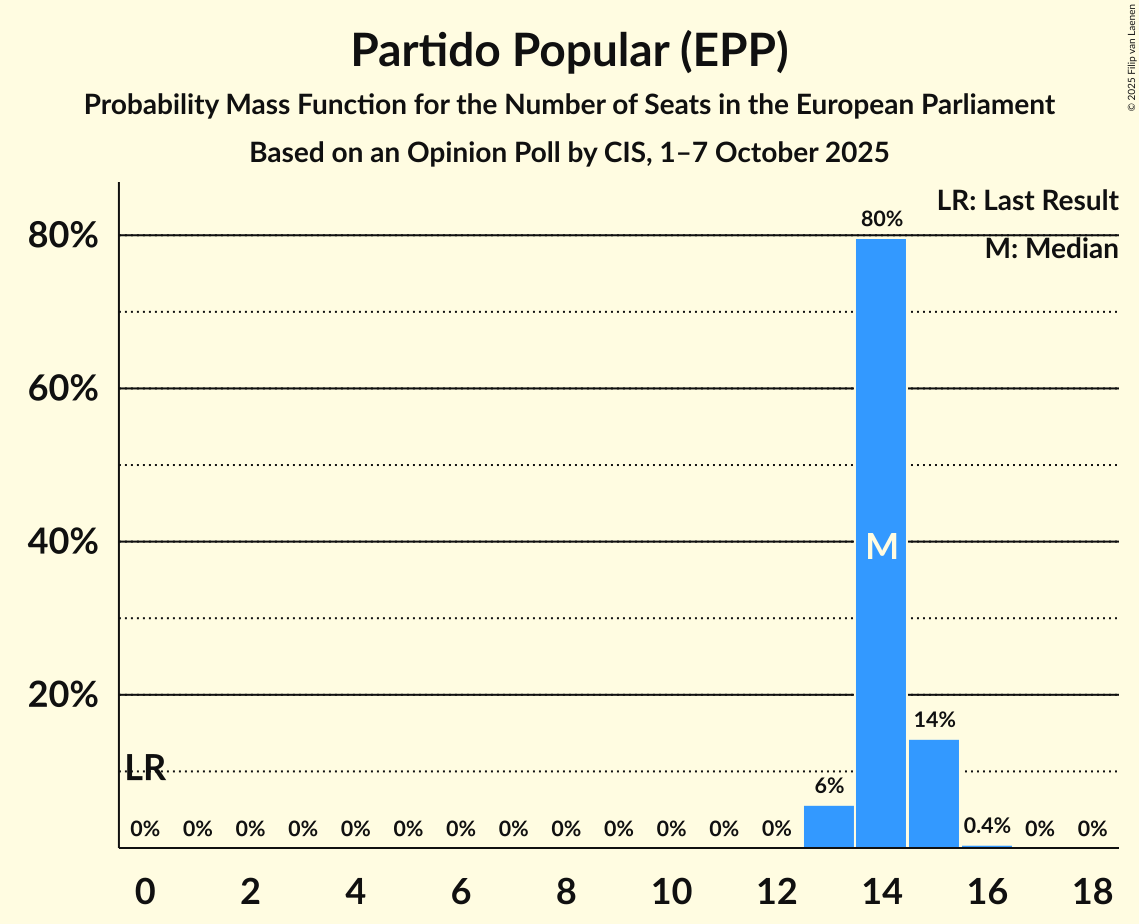 Partido Popular (EPP)
Probability Mass Function for the Number of Seats in the European Parliament
Based on an Opinion Poll by CIS, 1–7 October 2025
© 2025 Filip van Laenen
LR: Last Result
M: Median
80%
60%
40%
20%
80%
M
14%
LR
6%
0% 0% 0% 0% 0% 0% 0% 0% 0% 0% 0% 0% 0% 0.4% 0% 0%
0 2 4 6 8 10 12 14 16 18